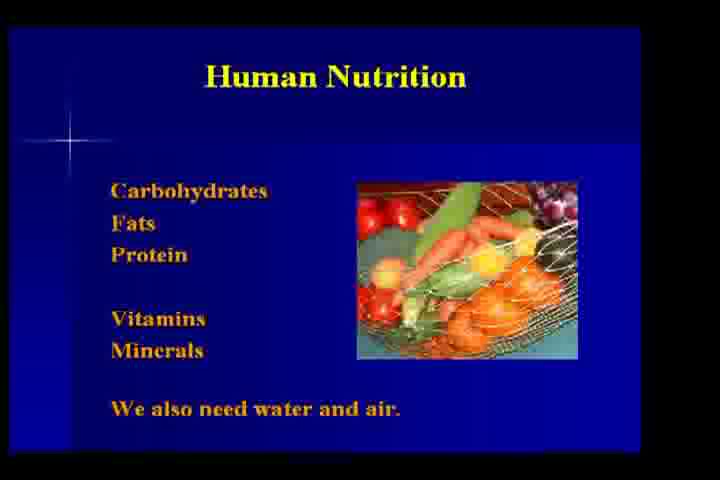 Human Nutrition
Carbohydrates
Fats
Protein
Vitamins
Minerals
We also need water and air.